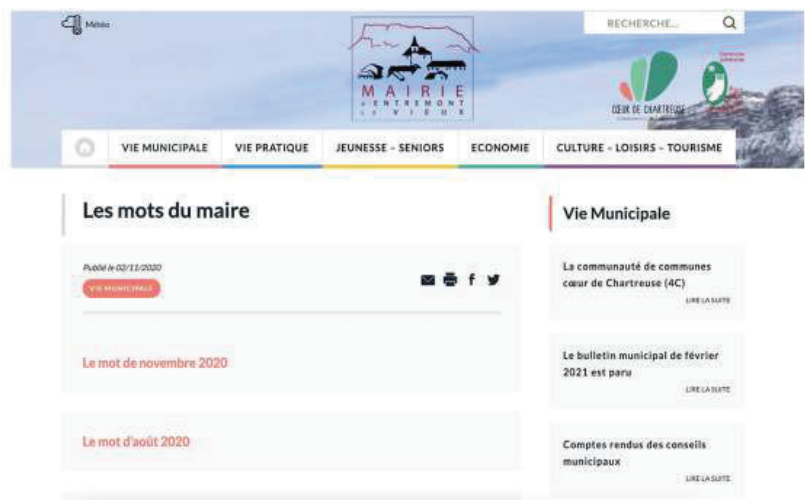 Météo
RECHERCHE...
MAIRIE
D'ENTREMONT
LE VIEUX
CŒUR DE CHARTREUSE
VIE MUNICIPALE
VIE PRATIQUE
JEUNESSE – SENIORS
ECONOMIE
CULTURE – LOISIRS – TOURISME
Les mots du maire
Publié le 02/11/2020
VIE MUNICIPALE
Le mot de novembre 2020
Le mot d'août 2020
Vie Municipale
La communauté de communes
cœur de Chartreuse (4C)
LIRE LA SUITE
Le bulletin municipal de février
2021 est paru
LIRE LA SUITE
Comptes rendus des conseils
municipaux
LIRE LA SUITE